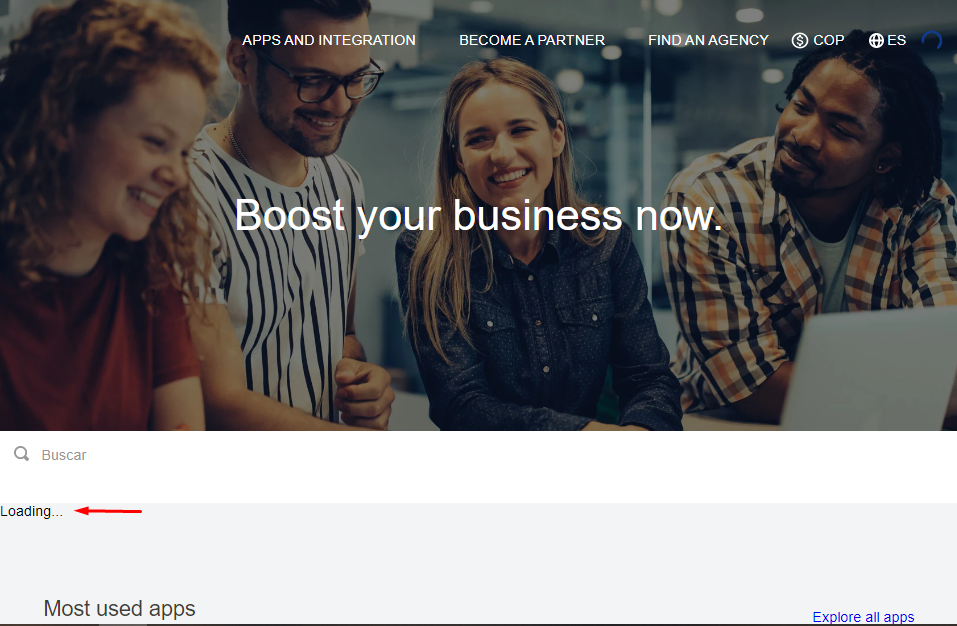 APPS AND INTEGRATION BECOME A PARTNER FIND AN AGENCY COP ES
Boost your business now.
Buscar
Loading...
Most used apps
Explore all apps